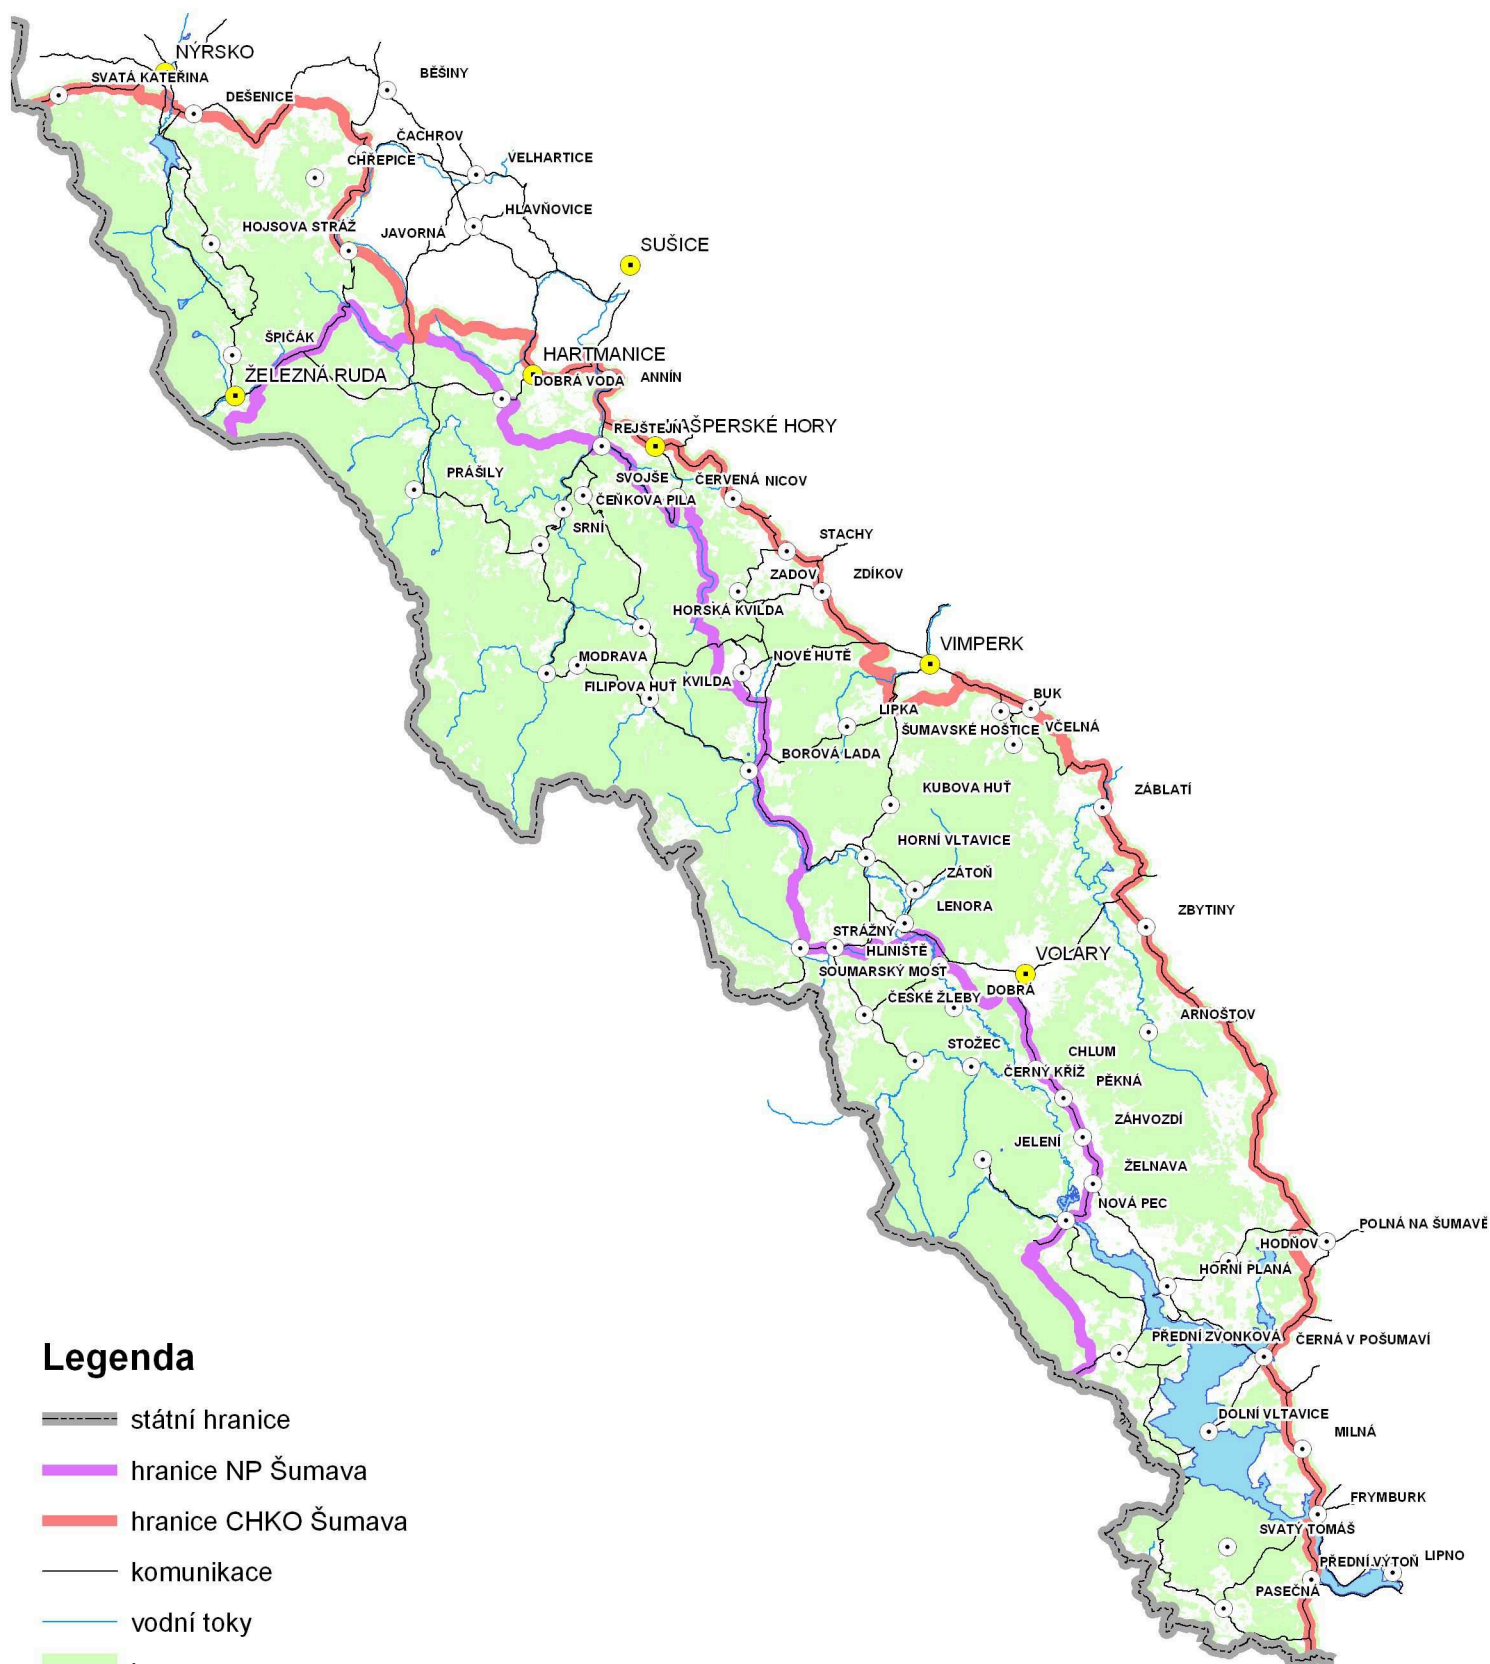 NÝRSKO
BĚŠINY
SVATÁ KATEŘINA
DEŠENICE
ČACHROV
CHŘEPICE
VELHARTICE
HLAVŇOVICE
HOJSOVA STRÁŽ
JAVORNÁ
SUŠICE
ŠPIČÁK
HARTMANICE
ŽELEZNÁ RUDA
DOBRÁ VODA
ANNÍN
REJŠTEJN
KAŠPERSKÉ HORY
PRÁŠILY
SVOJŠE
ČERVENÁ
NICOV
ČEŇKOVA PILA
SRNÍ
STACHY
ZADOV
ZDÍKOV
HORSKÁ KVILDA
VIMPERK
MODRAVA
NOVÉ HUTĚ
FILIPOVA HUŤ
KVILDA
BUK
LIPKA
ŠUMAVSKÉ HOŠTICE
VČELNÁ
BOROVÁ LADA
KUBOVA HUŤ
ZÁBLATÍ
HORNÍ VLTAVICE
ZÁTOŇ
LENORA
ZBYTINY
STRÁŽNÝ
HLINIŠTĚ
VOLARY
SOUMARSKÝ MOST
DOBRÁ
ČESKÉ ŽLEBY
ARNOŠTOV
STOŽEC
CHLUM
ČERNÝ KŘÍŽ
PĚKNÁ
ZÁHVOZDÍ
JELENÍ
ŽELNAVA
NOVÁ PEC
POLNÁ NA ŠUMAVĚ
HODŇOV
HORNÍ PLANÁ
PŘEDNÍ ZVONKOVÁ
ČERNÁ V POŠUMAVÍ
DOLNÍ VLTAVICE
MILNÁ
FRYMBURK
SVATÝ TOMÁŠ
PŘEDNÍ VÝTOŇ
LIPNO
PASEČNÁ
Legenda
státní hranice
hranice NP Šumava
hranice CHKO Šumava
komunikace
vodní toky